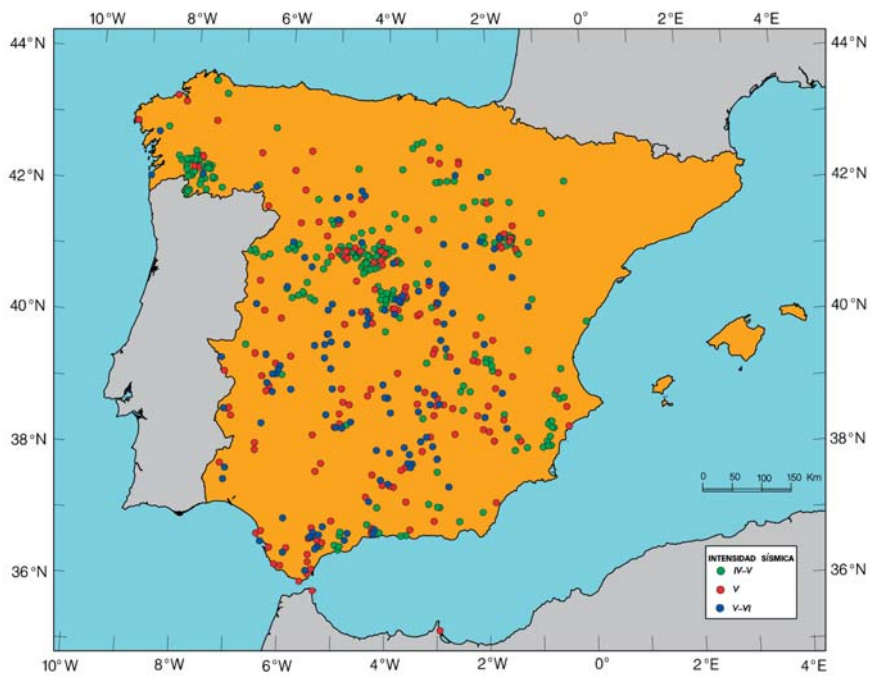 10°W 8°W 6°W 4°W 2°W 0° 2°E 4°E
44°N 44°N
42°N 42°N
40°N 40°N
38°N 38°N
0 50 100 150 Km
36°N 36°N
INTENSIDAD SÍSMICA
IV–V
V
V–VI
10°W 8°W 6°W 4°W 2°W 0° 2°E 4°E